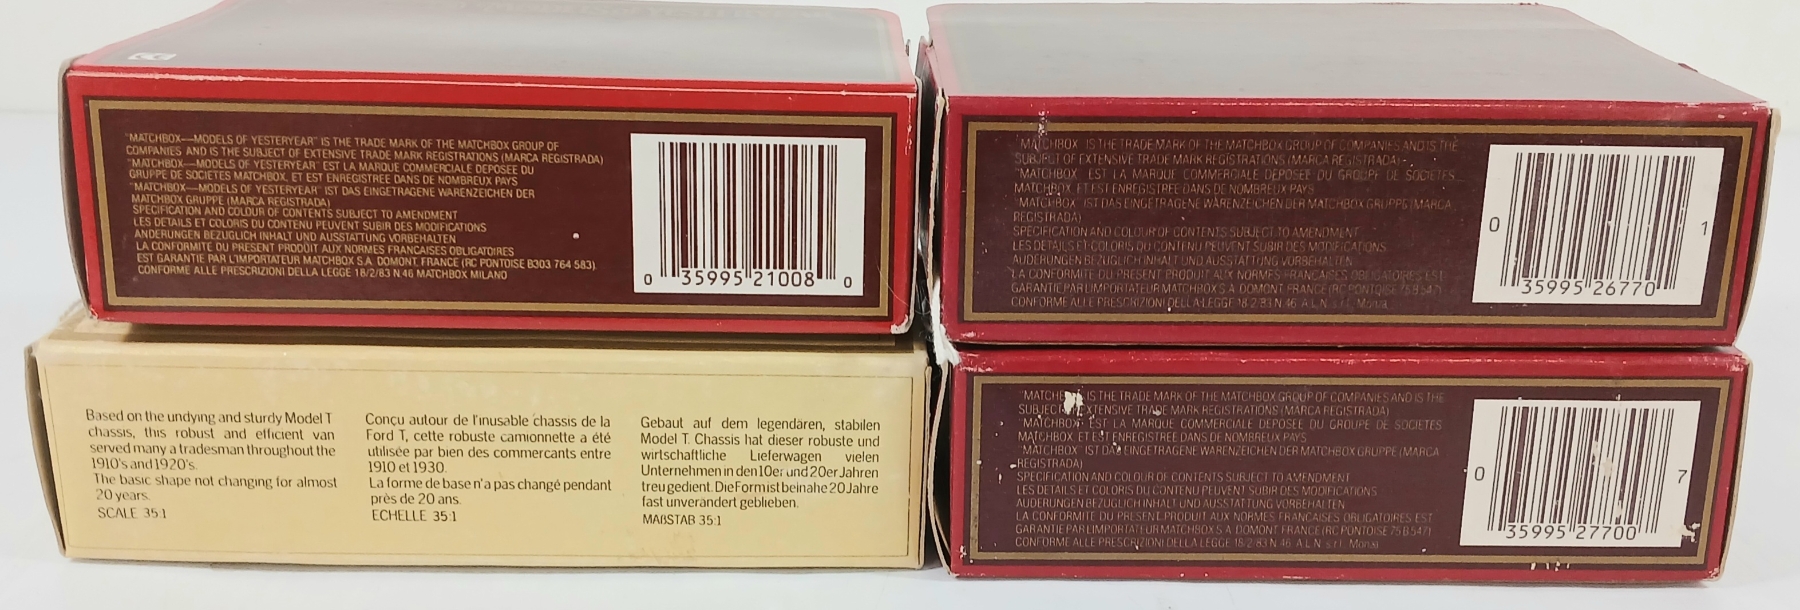 "MATCHBOX—MODELS OF YESTERYEAR" IS THE TRADE MARK OF THE MATCHBOX GROUP OF
COMPANIES AND IS THE SUBJECT OF EXTENSIVE TRADE MARK REGISTRATIONS (MARCA REGISTRADA)
"MATCHBOX—MODELS OF YESTERYEAR" EST LA MARQUE COMMERCIALE DEPOSEE DU
GRUPPE DE SOCIETES MATCHBOX, ET EST ENREGISTREE DANS DE NOMBREUX PAYS
"MATCHBOX—MODELS OF YESTERYEAR" IST DAS EINGETRAGENE WARENZEICHEN DER
MATCHBOX GRUPPE (MARCA REGISTRADA)
SPECIFICATION AND COLOUR OF CONTENTS SUBJECT TO AMENDMENT
LES DETAILS ET COLORIS DU CONTENU PEUVENT SUBIR DES MODIFICATIONS
ANDERUNGEN BEZUGLICH INHALT UND AUSSTATTUNG VORBEHALTEN
LA CONFORMITE DU PRESENT PRODUIT AUX NORMES FRANCAISES OBLIGATOIRES
EST GARANTIE PAR L'IMPORTATEUR MATCHBOX S.A. DOMONT, FRANCE (RC PONTOISE B303 764 583)
CONFORME ALLE PRESCRIZIONI DELLA LEGGE 18/2/83 N.46 MATCHBOX MILANO
0 35995 21008 0
MATCHBOX IS THE TRADE MARK OF THE MATCHBOX GROUP OF COMPANIES AND IS THE
SUBJECT OF EXTENSIVE TRADE MARK REGISTRATIONS (MARCA REGISTRADA)
"MATCHBOX" EST LA MARQUE COMMERCIALE DEPOSEE DU GROUPE DE SOCIETES
MATCHBOX ET EST ENREGISTREE DANS DE NOMBREUX PAYS
"MATCHBOX" IST DAS EINGETRAGENE WARENZEICHEN DER MATCHBOX GRUPPE (MARCA
REGISTRADA)
SPECIFICATION AND COLOUR OF CONTENTS SUBJECT TO AMENDMENT
LES DETAILS ET COLORIS DU CONTENU PEUVENT SUBIR DES MODIFICATIONS
AUDERUNGEN BEZUGLICH INHALT UND AUSSTATTUNG VORBEHALTEN
LA CONFORMITE DU PRESENT PRODUIT AUX NORMES FRANCAISES OBLIGATOIRES EST
GARANTIE PAR L'IMPORTATEUR MATCHBOX S.A. DOMONT FRANCE (RC PONTOISE 75 B 547)
CONFORME ALLE PRESCRIZIONI DELLA LEGGE 18/2/83 N. 46 A.L.N. s.r.l. Monza
0 35995 26770 1
Based on the undying and sturdy Model T
chassis, this robust and efficient van
served many a tradesman throughout the
1910's and 1920's.
The basic shape not changing for almost
20 years.
SCALE 35:1
Conçu autour de l'inusable chassis de la
Ford T, cette robuste camionnette a été
utilisée par bien des commercants entre
1910 et 1930.
La forme de base n'a pas changé pendant
près de 20 ans.
ECHELLE 35:1
Gebaut auf dem legendären, stabilen
Model T. Chassis hat dieser robuste und
wirtschaftliche Lieferwagen vielen
Unternehmen in den 10er und 20er Jahren
treu gedient. Die Form ist beinahe 20 Jahre
fast unverändert geblieben.
MAßSTAB 35:1
IS THE TRADE MARK OF THE MATCHBOX GROUP OF COMPANIES AND IS THE
SUBJECT EXTENSIVE TRADE MARK REGISTRATIONS (MARCA REGISTRADA)
"MATCHBOX" EST LA MARQUE COMMERCIALE DEPOSEE DU GROUPE DE SOCIETES
MATCHBOX ET EST ENREGISTREE DANS DE NOMBREUX PAYS
"MATCHBOX" IST DAS EINGETRAGENE WARENZEICHEN DER MATCHBOX GRUPPE (MARCA
REGISTRADA)
SPECIFICATION AND COLOUR OF CONTENTS SUBJECT TO AMENDMENT
LES DETAILS ET COLORIS DU CONTENU PEUVENT SUBIR DES MODIFICATIONS
AUDERUNGEN BEZUGLICH INHALT UND AUSSTATTUNG VORBEHALTEN
LA CONFORMITE DU PRESENT PRODUIT AUX NORMES FRANCAISES OBLIGATOIRES EST
GARANTIE PAR L'IMPORTATEUR MATCHBOX S.A. DOMONT FRANCE (RC PONTOISE 75 B 547)
CONFORME ALLE PRESCRIZIONI DELLA LEGGE 18/2/83 N. 46 A.L.N. s.r.l. Monza
0 35995 27700 7